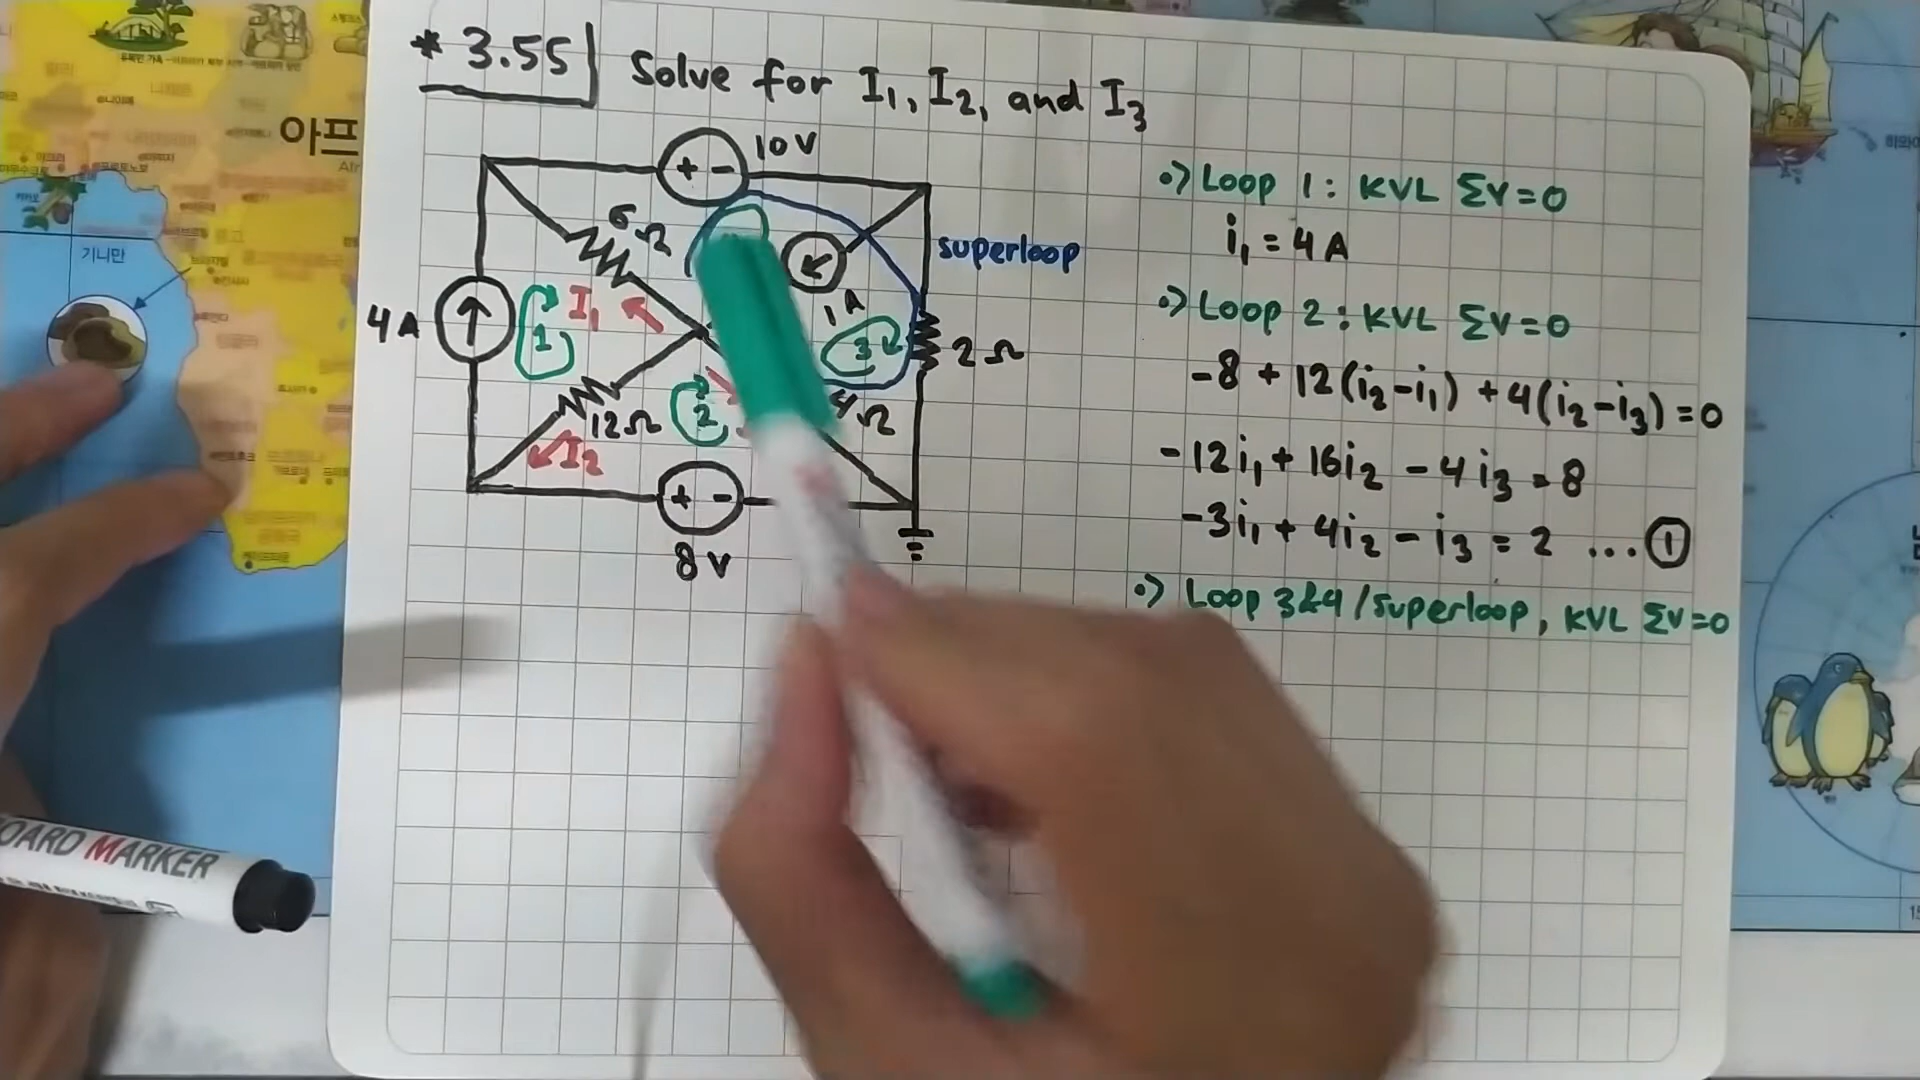 * 3.55 Solve for I₁, I₂, and I₃
+ - 10V
6Ω
superloop
I₁
4A
1
1A
3
2Ω
2
4Ω
12Ω
I₂
+ -
8V
•> Loop 1: KVL ΣV=0
i₁ = 4A
•> Loop 2: KVL ΣV=0
-8 + 12(i₂-i₁) + 4(i₂-i₃) = 0
-12i₁ + 16i₂ - 4i₃ = 8
-3i₁ + 4i₂ - i₃ = 2 ... ①
•> Loop 3&4/superloop, KVL ΣV=0
아프
기니만
OARD MARKER